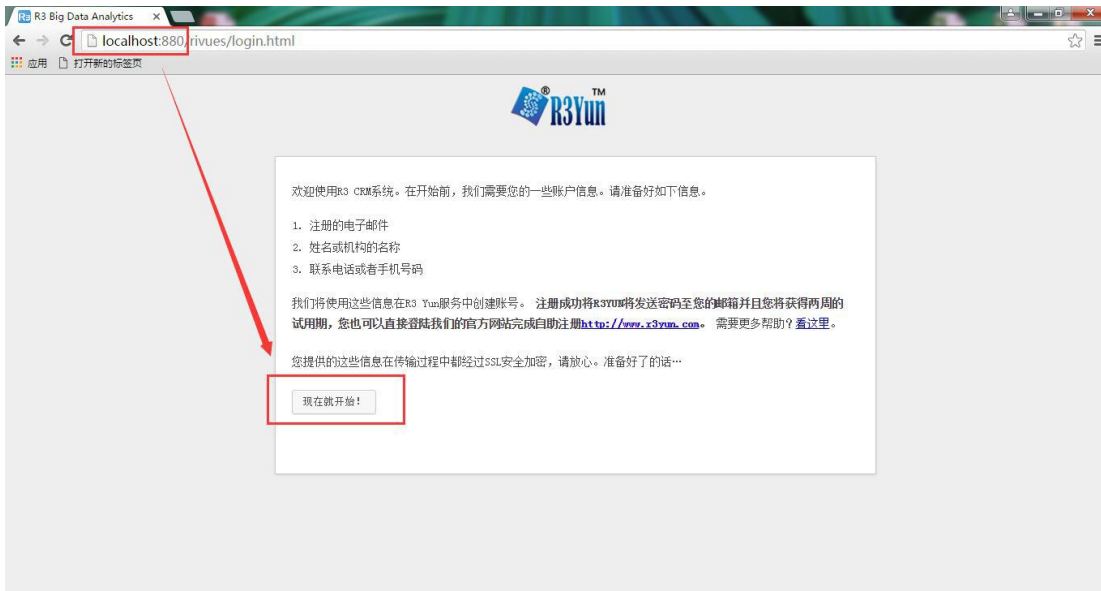 R3 Big Data Analytics
localhost:880/rivues/login.html
应用 打开新的标签页
R3Yun
欢迎使用R3 CRM系统。在开始前，我们需要您的一些账户信息。请准备好如下信息。
1. 注册的电子邮件
2. 姓名或机构的名称
3. 联系电话或者手机号码
我们将使用这些信息在R3 Yun服务中创建账号。 注册成功将R3YUN将发送密码至您的邮箱并且您将获得两周的
试用期，您也可以直接登陆我们的官方网站完成自助注册http://www.r3yun.com。 需要更多帮助？看这里。
您提供的这些信息在传输过程中都经过SSL安全加密，请放心。准备好了的话…
现在就开始！